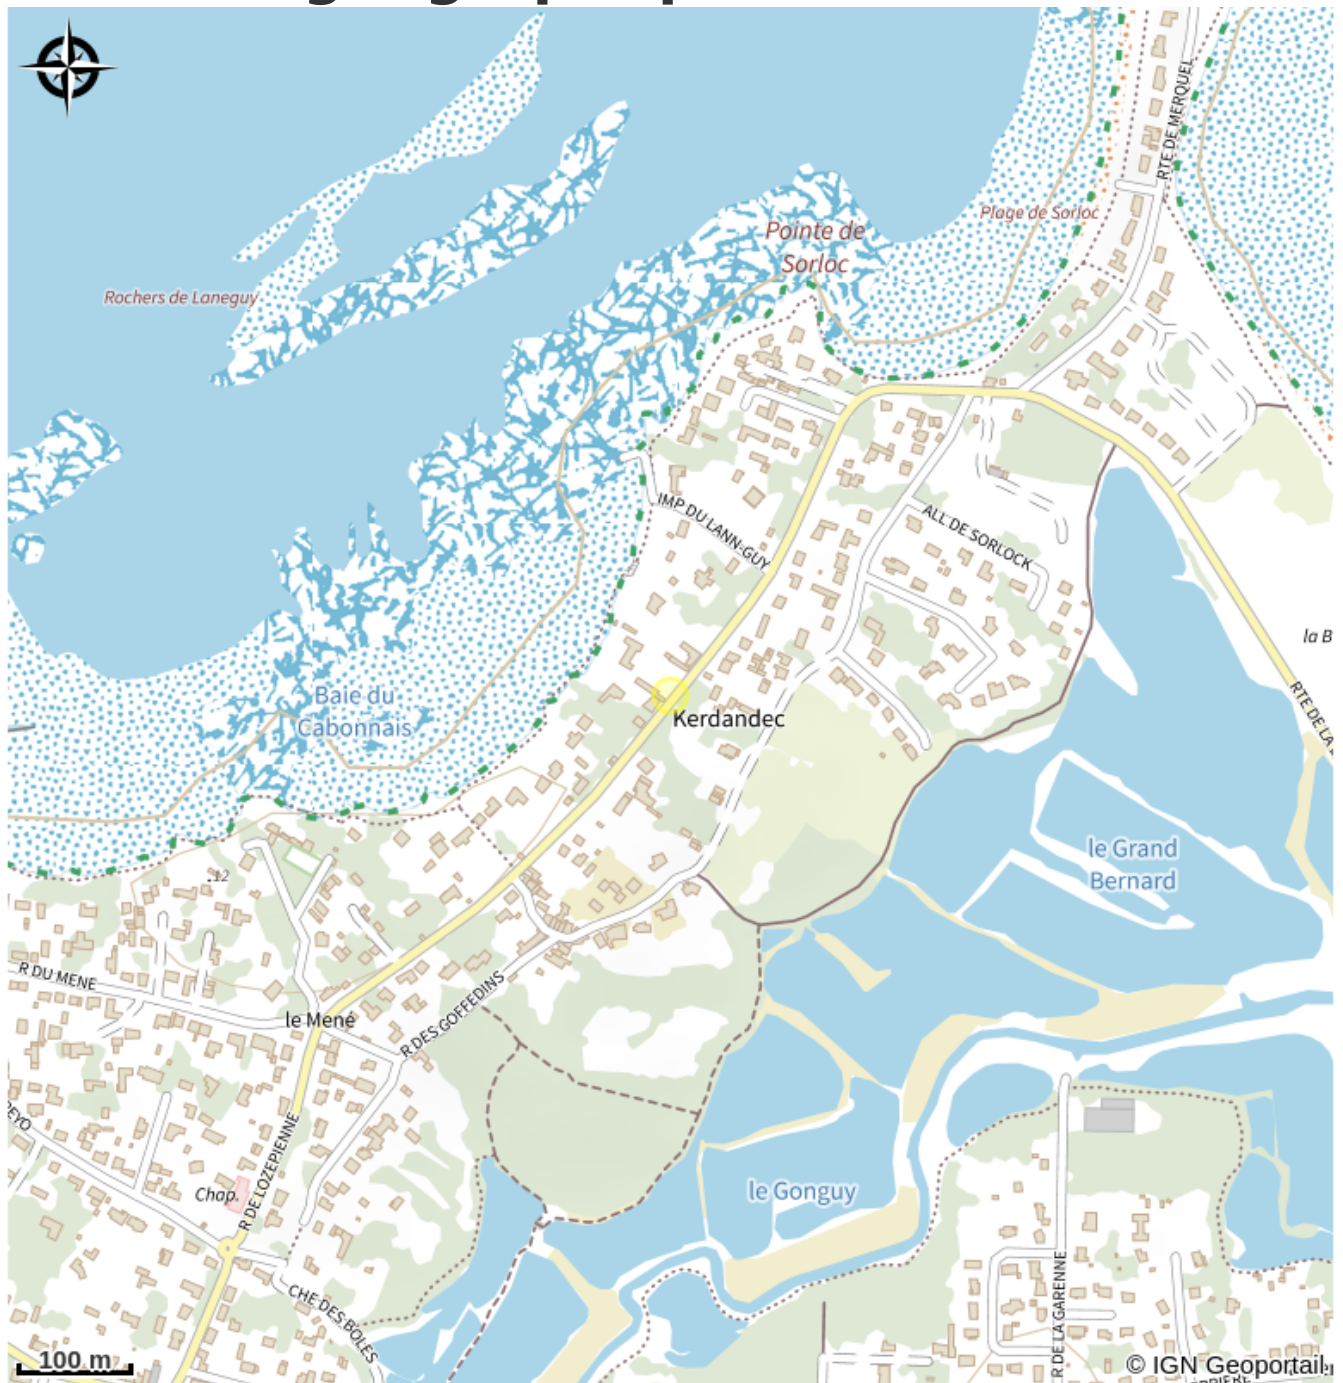 RTE DE MERQUEL
Plage de Sorloc
Pointe de
Sorloc
Rochers de Laneguy
IMP DU LANN-GUY
ALL DE SORLOCK
la B
RTE DE LA
Baie du
Cabonnais
Kerdandec
le Grand
Bernard
12
R DU MENE
le Mené
R DES GOFFEDINS
R DE LOZEPIENNE
Chap.
le Gonguy
CHE DES BOLES
R DE LA GARENNE
100 m
© IGN Geoportail